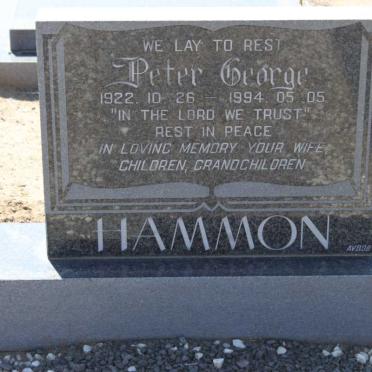 WE LAY TO REST
Peter George
1922. 10. 26 - 1994. 05. 05
"IN THE LORD WE TRUST"
REST IN PEACE
IN LOVING MEMORY YOUR WIFE
CHILDREN, GRANDCHILDREN
HAMMON